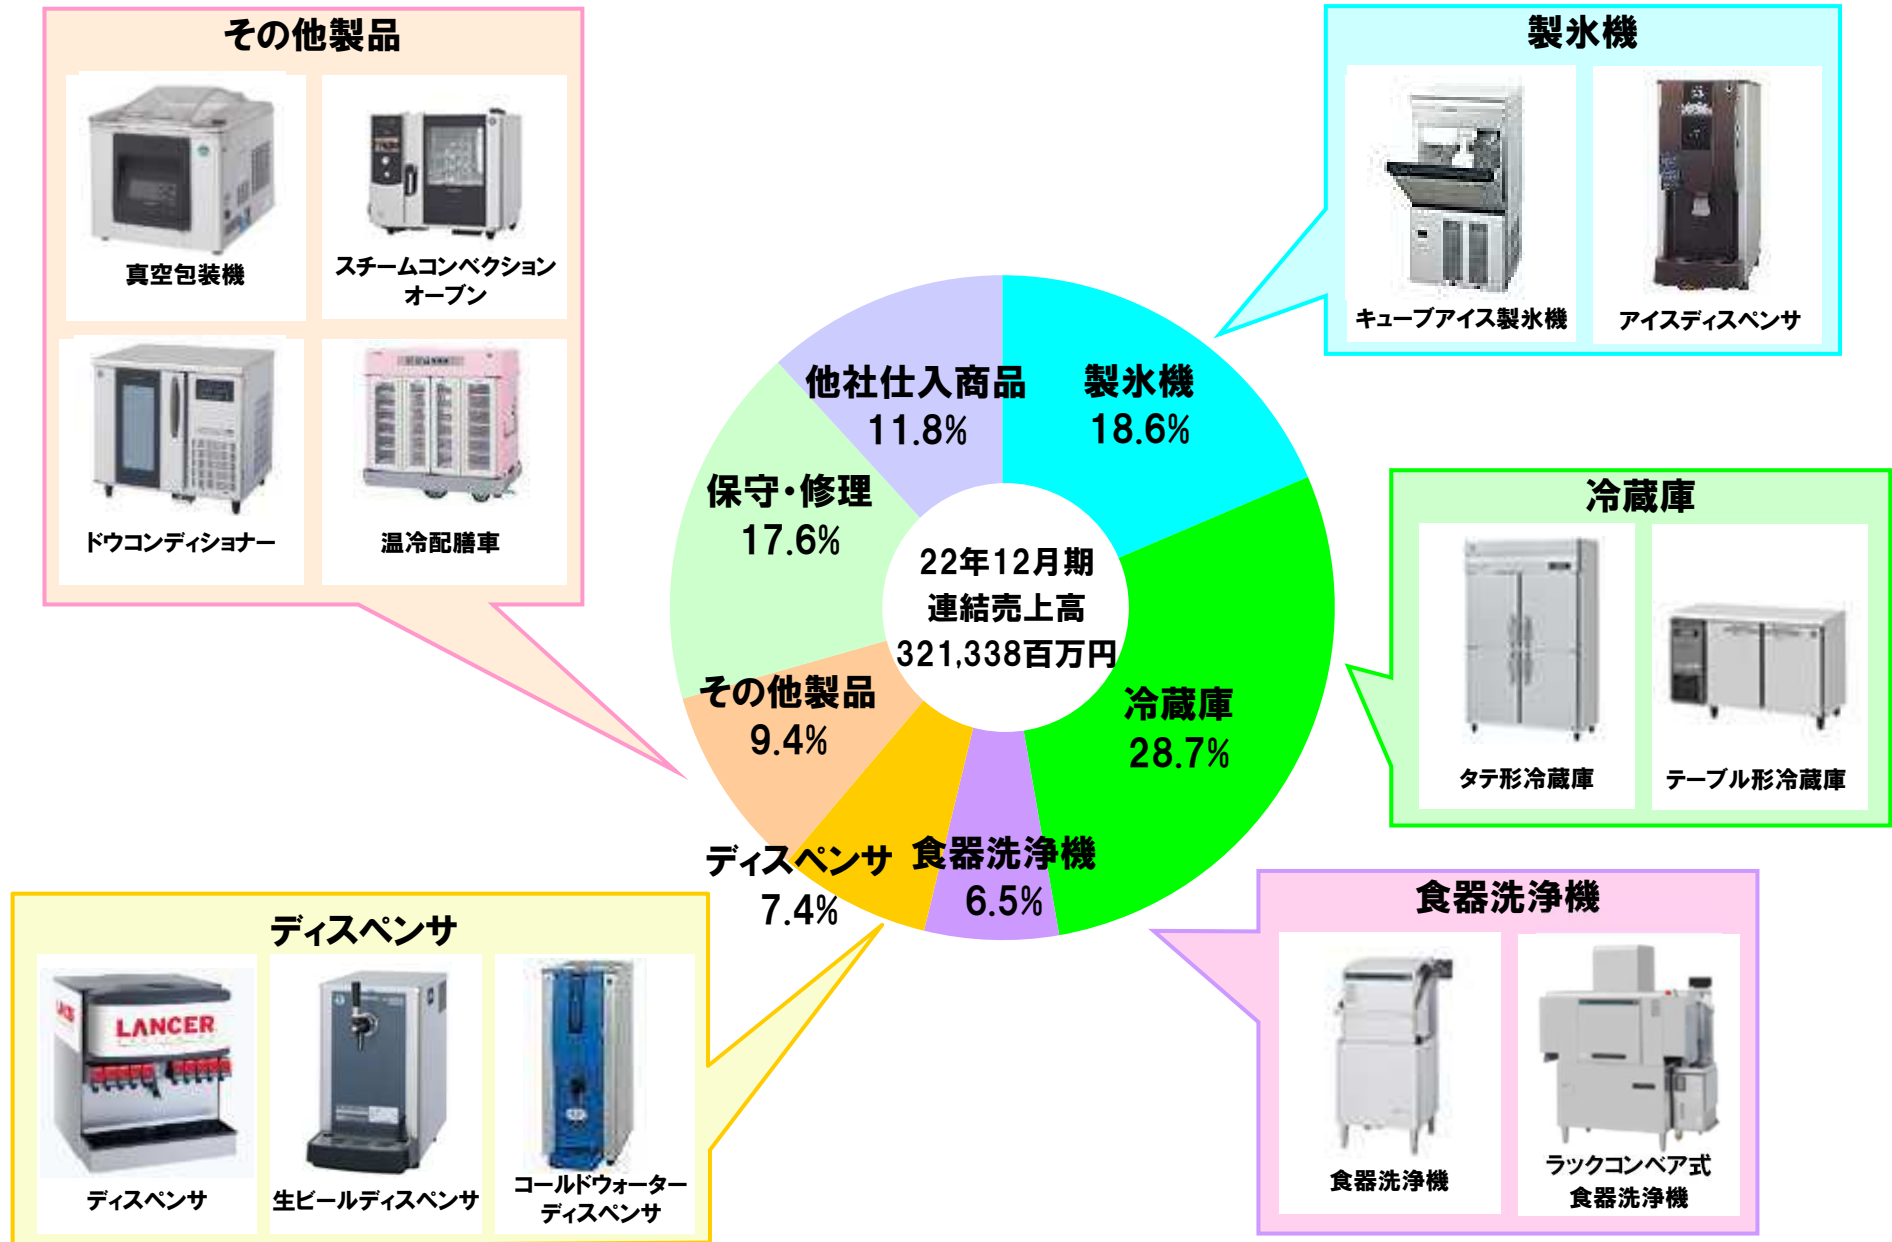 その他製品
真空包装機
スチームコンベクション
オーブン
ドウコンディショナー
温冷配膳車
製氷機
キューブアイス製氷機
アイスディスペンサ
他社仕入商品
11.8%
製氷機
18.6%
保守・修理
17.6%
22年12月期
連結売上高
321,338百万円
その他製品
9.4%
冷蔵庫
28.7%
ディスペンサ
7.4%
食器洗浄機
6.5%
冷蔵庫
タテ形冷蔵庫
テーブル形冷蔵庫
ディスペンサ
LANCER
ディスペンサ
生ビールディスペンサ
コールドウォーター
ディスペンサ
食器洗浄機
食器洗浄機
ラックコンベア式
食器洗浄機